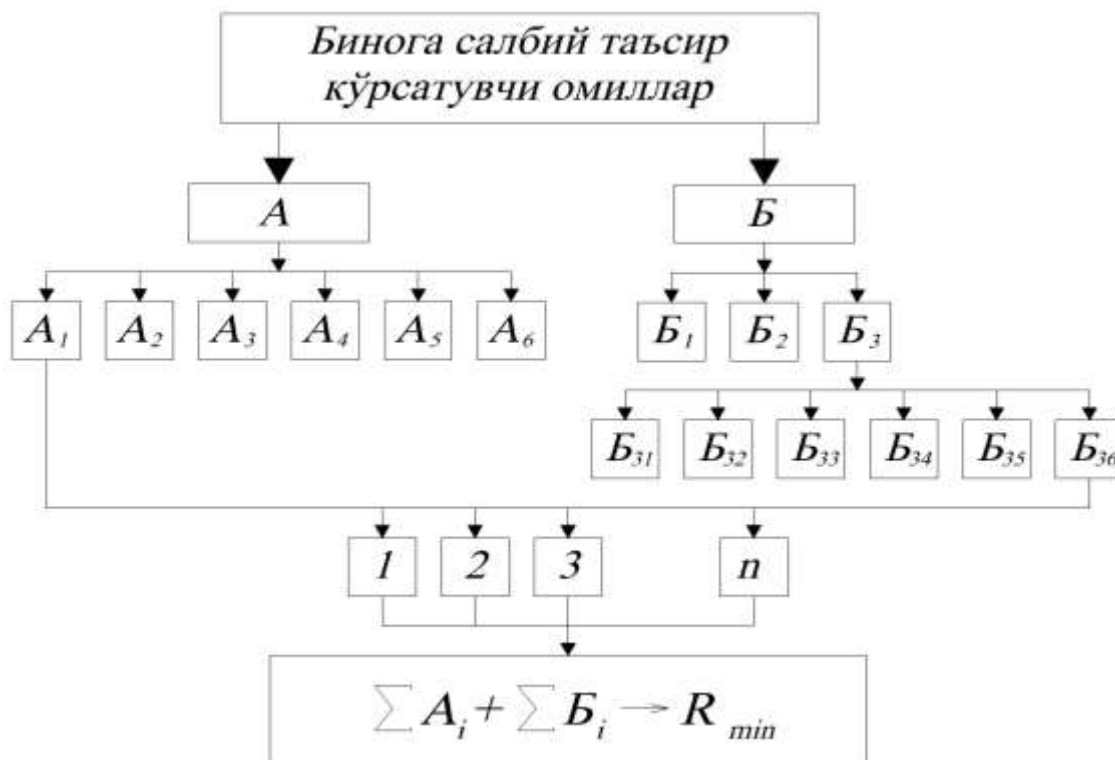 Бинога салбий таъсир
кўрсатувчи омиллар
А
Б
А₁ А₂ А₃ А₄ А₅ А₆
Б₁ Б₂ Б₃
Б₃₁ Б₃₂ Б₃₃ Б₃₄ Б₃₅ Б₃₆
1 2 3 n
∑ Аᵢ + ∑ Бᵢ → R min